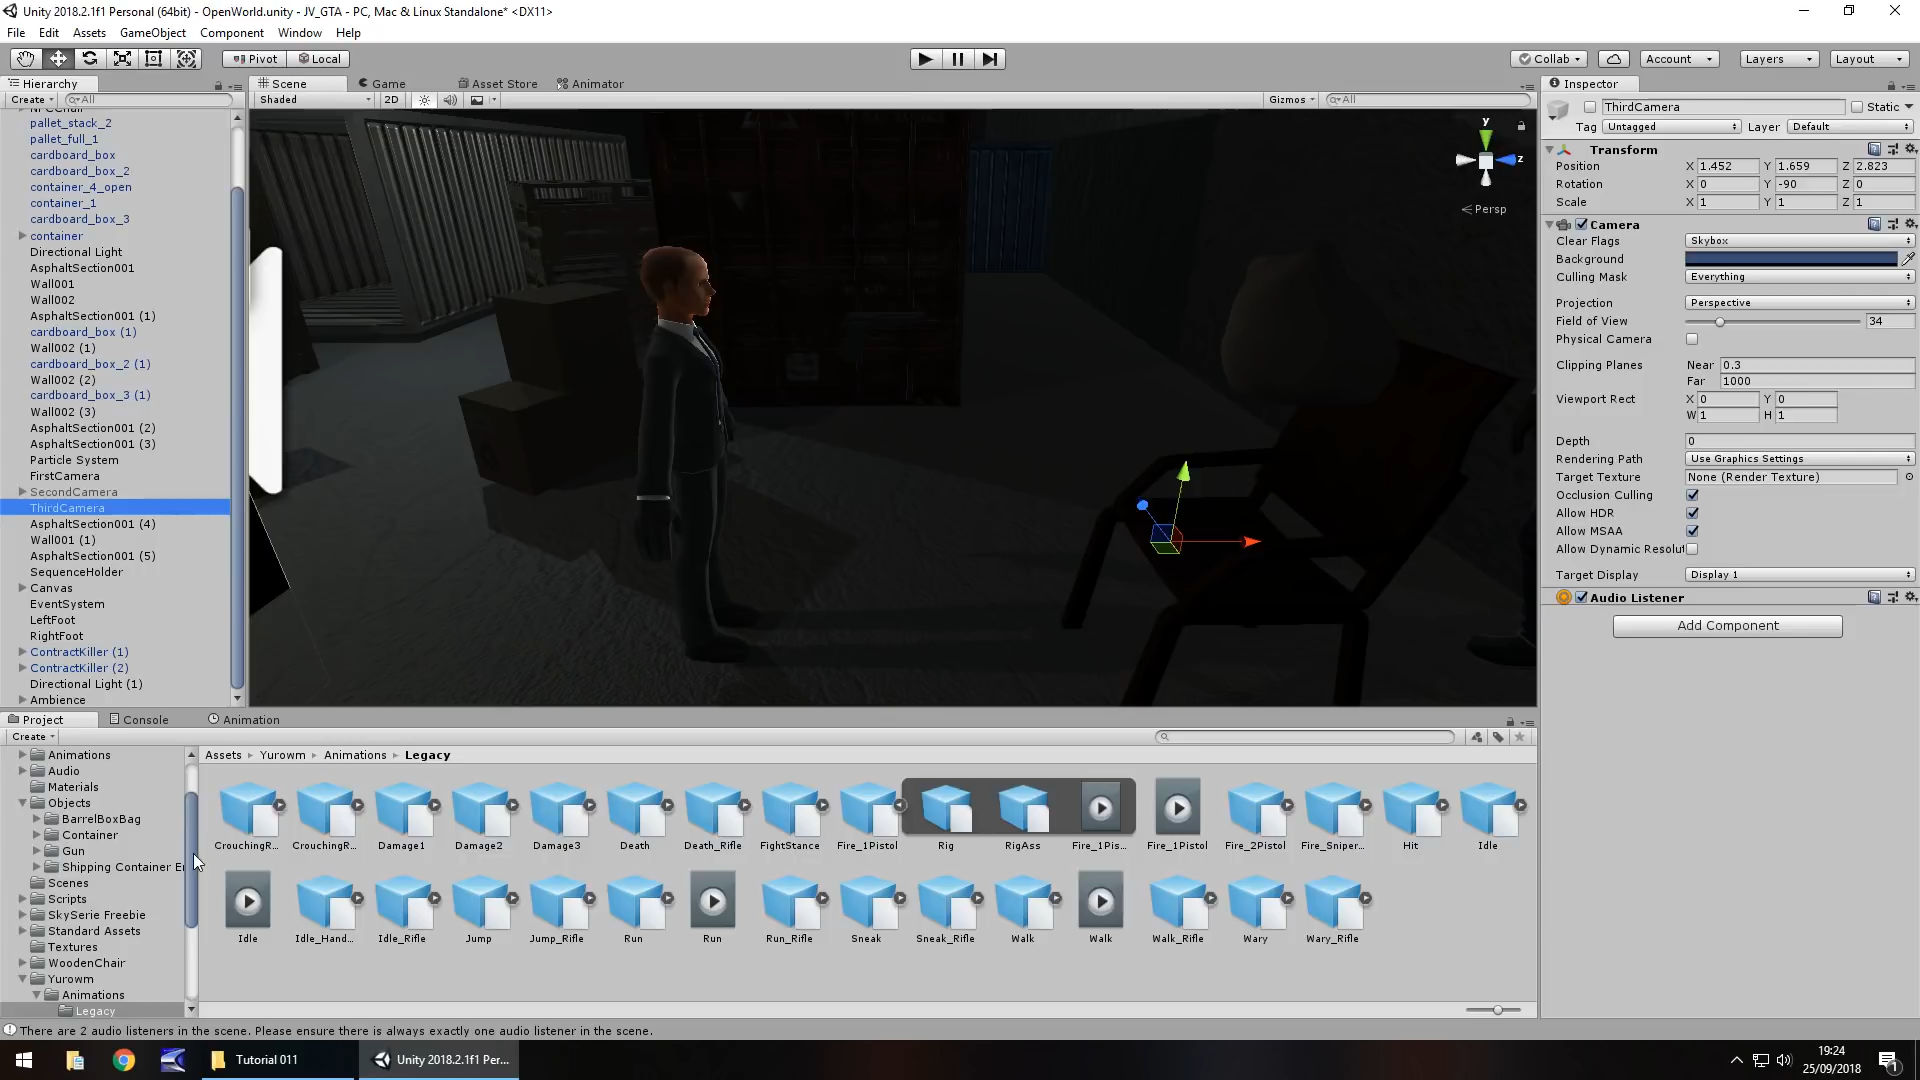 Unity 2018.2.1f1 Personal (64bit) - OpenWorld.unity - JV_GTA - PC, Mac & Linux Standalone* <DX11>
File Edit Assets GameObject Component Window Help
Pivot Local Collab Account Layers Layout
Hierarchy
Create All
pallet_stack_2
pallet_full_1
cardboard_box
cardboard_box_2
container_4_open
container_1
cardboard_box_3
container
Directional Light
AsphaltSection001
Wall001
Wall002
AsphaltSection001 (1)
cardboard_box (1)
Wall002 (1)
cardboard_box_2 (1)
Wall002 (2)
cardboard_box_3 (1)
Wall002 (3)
AsphaltSection001 (2)
AsphaltSection001 (3)
Particle System
FirstCamera
SecondCamera
ThirdCamera
AsphaltSection001 (4)
Wall001 (1)
AsphaltSection001 (5)
SequenceHolder
Canvas
EventSystem
LeftFoot
RightFoot
ContractKiller (1)
ContractKiller (2)
Directional Light (1)
Ambience
Scene Game Asset Store Animator
Shaded 2D Gizmos All
y
z
Persp
Inspector
ThirdCamera Static
Tag Untagged Layer Default
Transform
Position X 1.452 Y 1.659 Z 2.823
Rotation X 0 Y -90 Z 0
Scale X 1 Y 1 Z 1
Camera
Clear Flags Skybox
Background
Culling Mask Everything
Projection Perspective
Field of View 34
Physical Camera
Clipping Planes Near 0.3
Far 1000
Viewport Rect X 0 Y 0
W 1 H 1
Depth 0
Rendering Path Use Graphics Settings
Target Texture None (Render Texture)
Occlusion Culling
Allow HDR
Allow MSAA
Allow Dynamic Resolut
Target Display Display 1
Audio Listener
Add Component
Project Console Animation
Create
Animations
Audio
Materials
Objects
BarrelBoxBag
Container
Gun
Shipping Container Er
Scenes
Scripts
SkySerie Freebie
Standard Assets
Textures
WoodenChair
Yurowm
Animations
Legacy
Assets Yurowm Animations Legacy
CrouchingR... CrouchingR... Damage1 Damage2 Damage3 Death Death_Rifle FightStance Fire_1Pistol Rig RigAss Fire_1Pis... Fire_1Pistol Fire_2Pistol Fire_Sniper... Hit Idle
Idle Idle_Hand... Idle_Rifle Jump Jump_Rifle Run Run Run_Rifle Sneak Sneak_Rifle Walk Walk Walk_Rifle Wary Wary_Rifle
There are 2 audio listeners in the scene. Please ensure there is always exactly one audio listener in the scene.
Tutorial 011 Unity 2018.2.1f1 Per...
19:24
25/09/2018
1